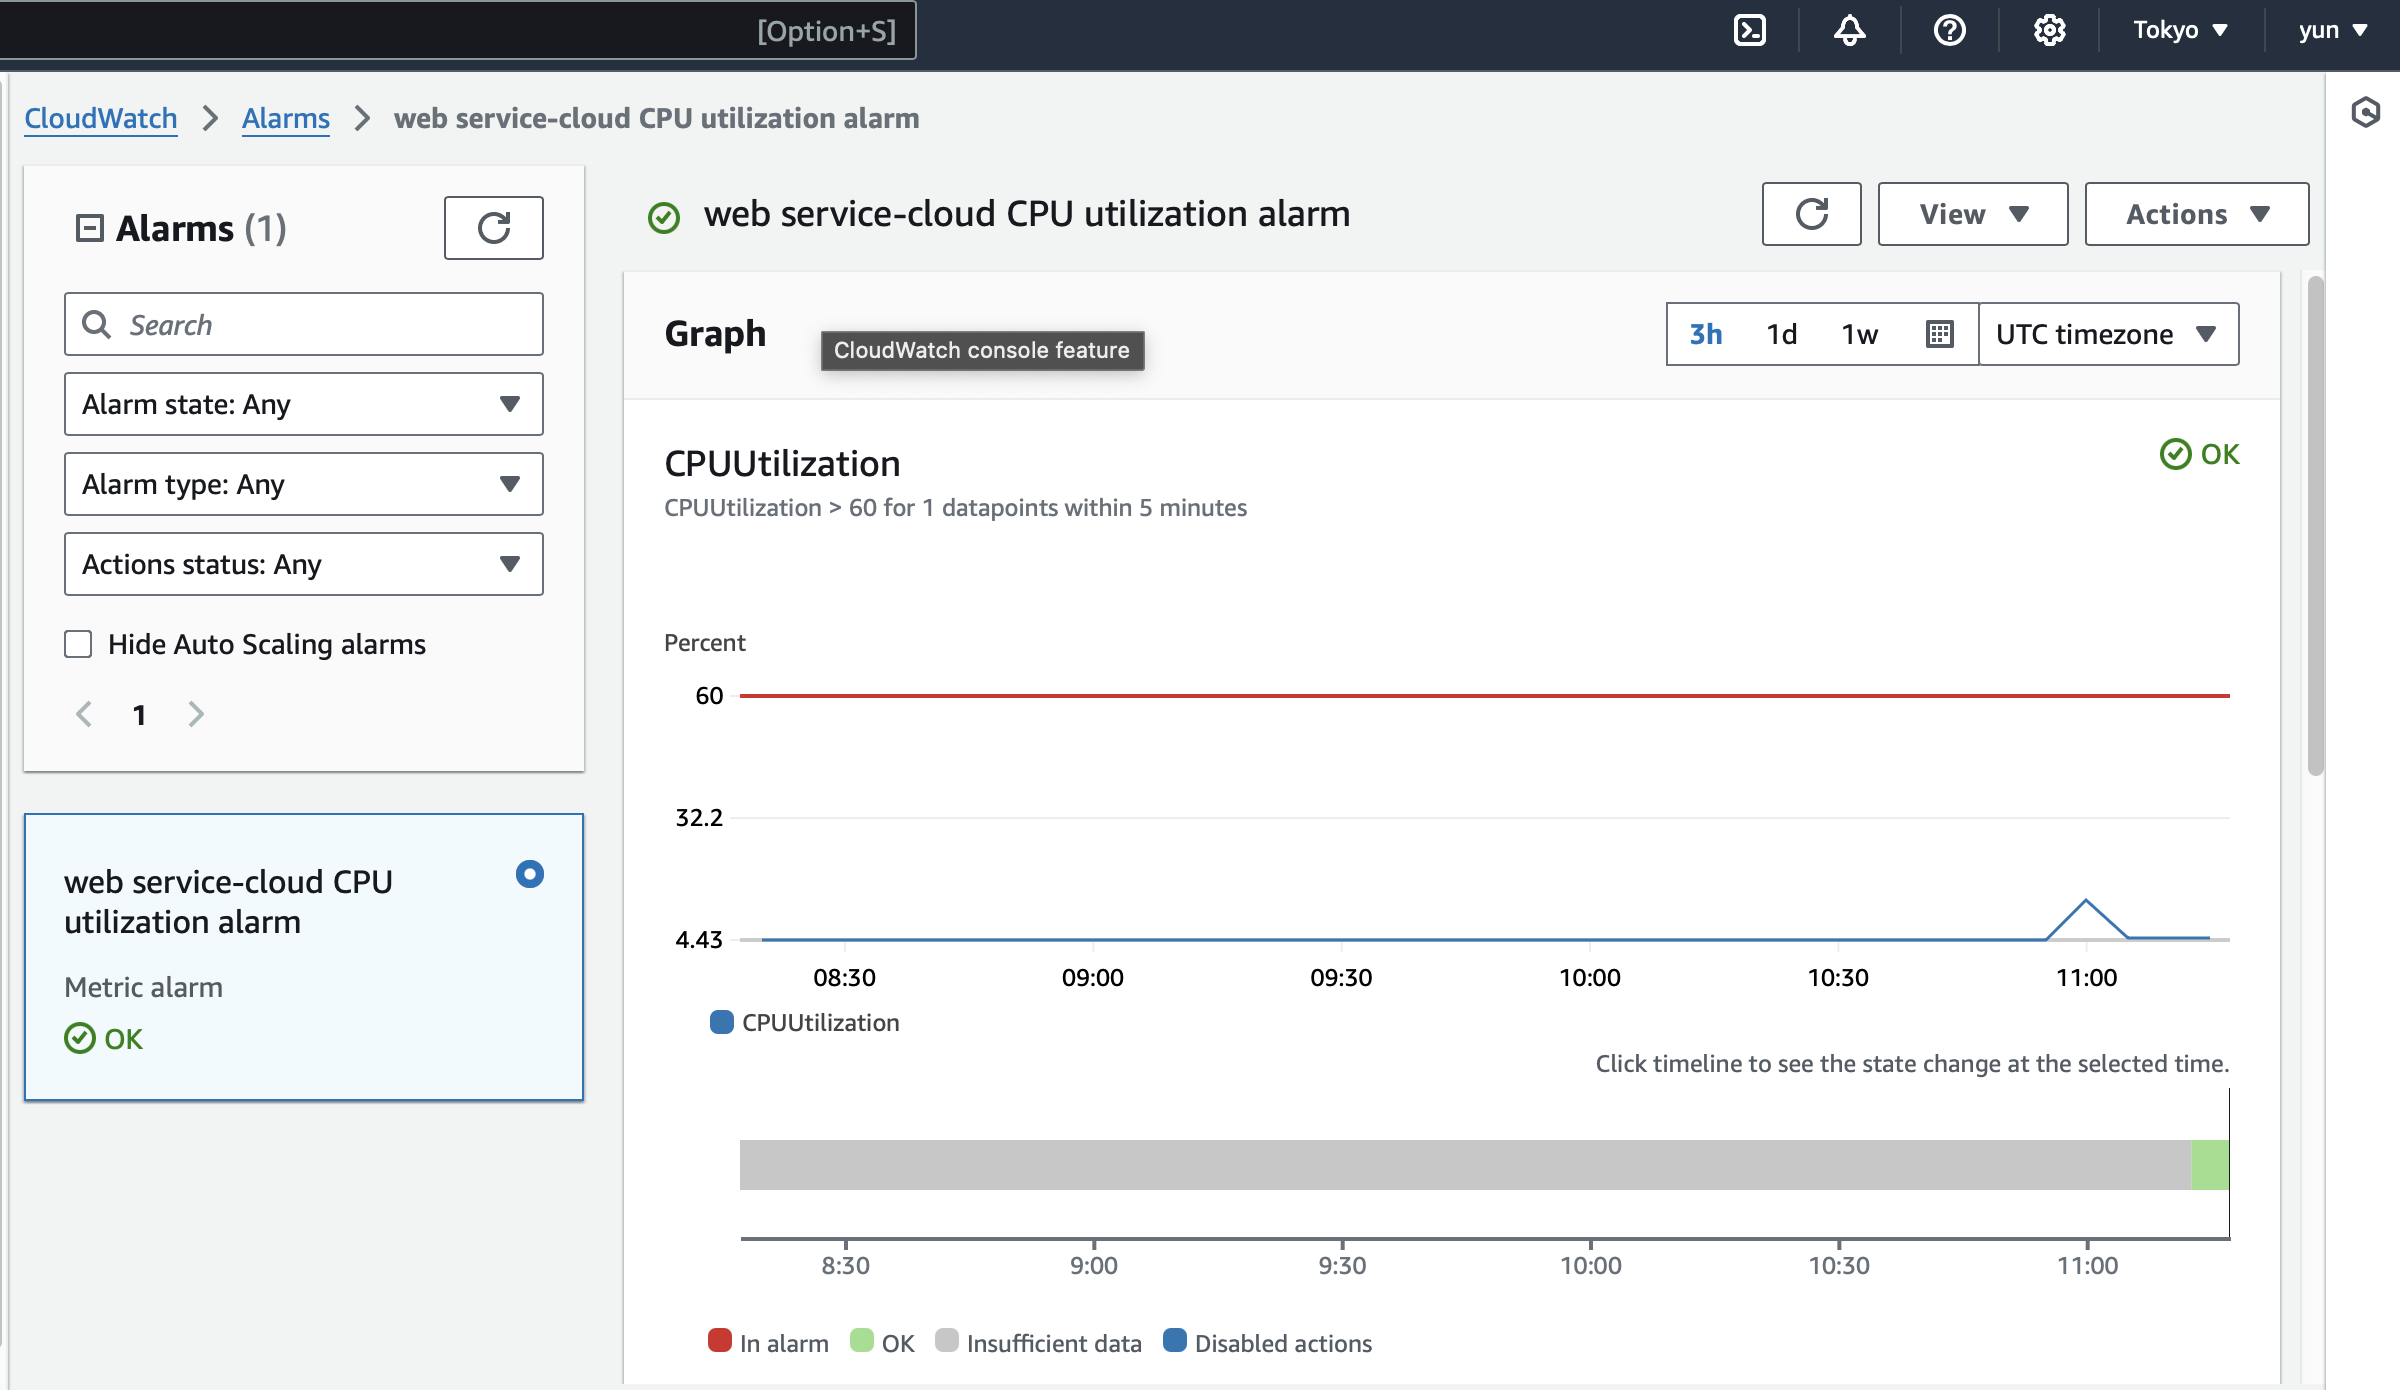 [Option+S]
Tokyo
yun
CloudWatch
Alarms
web service-cloud CPU utilization alarm
Alarms (1)
Search
Alarm state: Any
Alarm type: Any
Actions status: Any
Hide Auto Scaling alarms
1
web service-cloud CPU
utilization alarm
Metric alarm
OK
web service-cloud CPU utilization alarm
View
Actions
Graph
CloudWatch console feature
3h
1d
1w
UTC timezone
CPUUtilization
OK
CPUUtilization > 60 for 1 datapoints within 5 minutes
Percent
60
32.2
4.43
08:30
09:00
09:30
10:00
10:30
11:00
CPUUtilization
Click timeline to see the state change at the selected time.
8:30
9:00
9:30
10:00
10:30
11:00
In alarm
OK
Insufficient data
Disabled actions